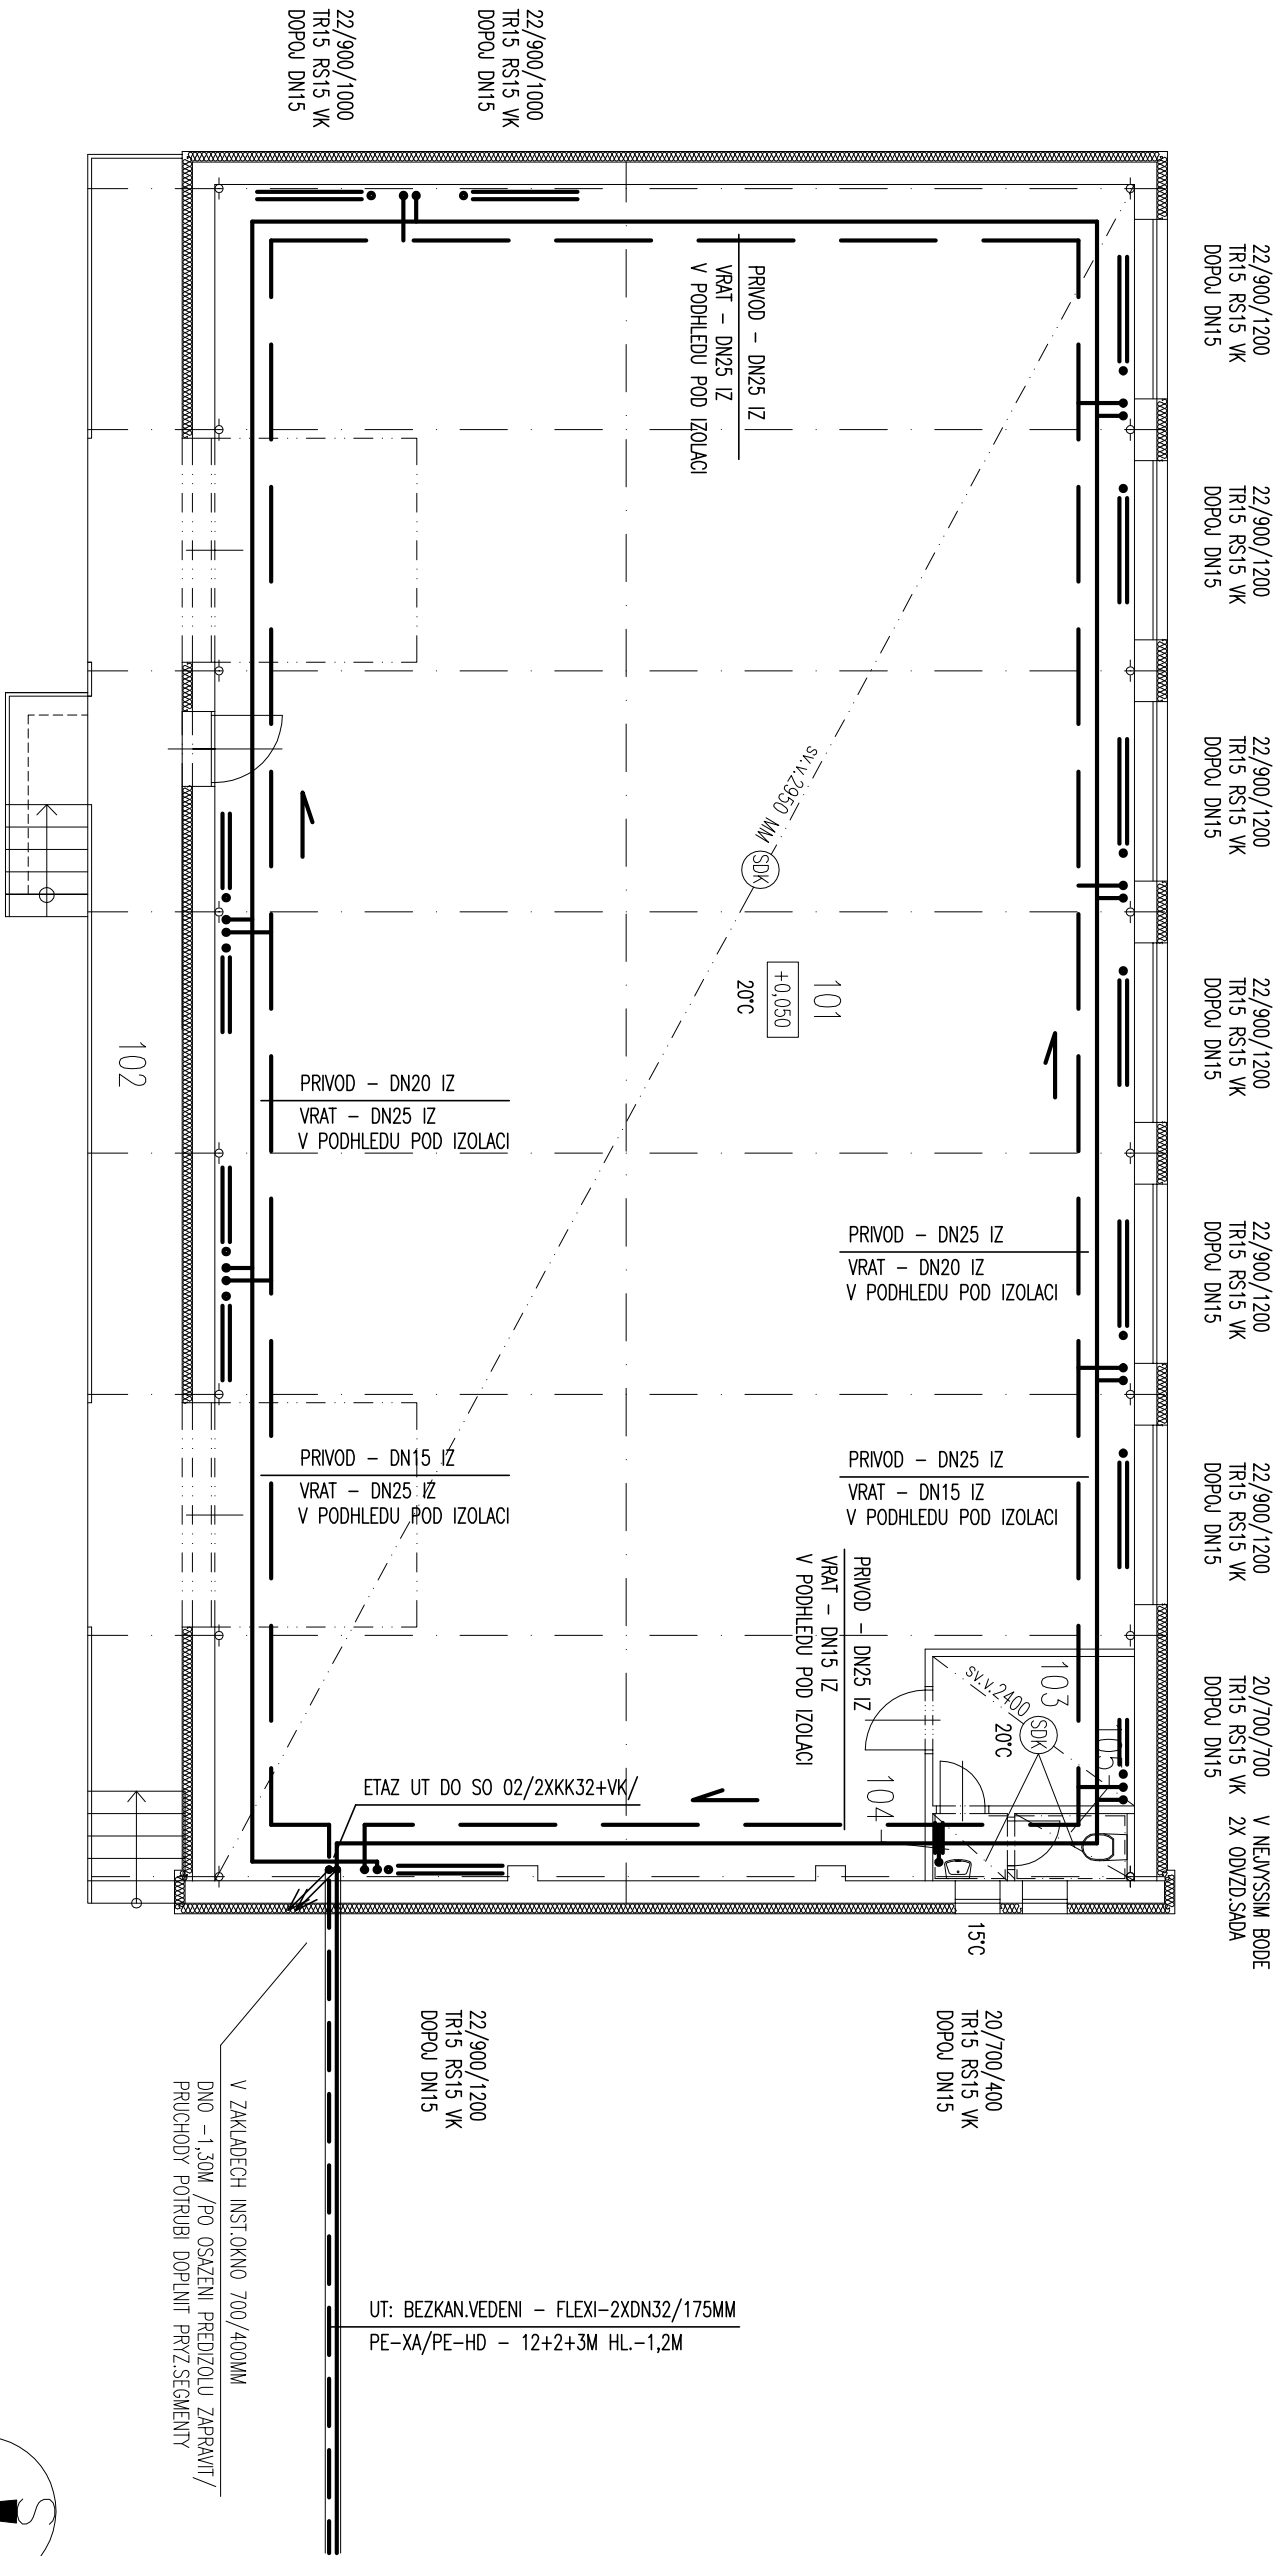 22/900/1000
TR15 RS15 VK
DOPOJ DN15
22/900/1000
TR15 RS15 VK
DOPOJ DN15
22/900/1200
TR15 RS15 VK
DOPOJ DN15
22/900/1200
TR15 RS15 VK
DOPOJ DN15
22/900/1200
TR15 RS15 VK
DOPOJ DN15
22/900/1200
TR15 RS15 VK
DOPOJ DN15
22/900/1200
TR15 RS15 VK
DOPOJ DN15
22/900/1200
TR15 RS15 VK
DOPOJ DN15
20/700/700
TR15 RS15 VK
DOPOJ DN15
V NEJVYSSIM BODE
2X ODVZD.SADA
PRIVOD - DN25 IZ
VRAT - DN25 IZ
V PODHLEDU POD IZOLACI
sv.v.2950 MM
SDK
101
+0,050
20°C
102
PRIVOD - DN20 IZ
VRAT - DN25 IZ
V PODHLEDU POD IZOLACI
PRIVOD - DN25 IZ
VRAT - DN20 IZ
V PODHLEDU POD IZOLACI
PRIVOD - DN15 IZ
VRAT - DN25 IZ
V PODHLEDU POD IZOLACI
PRIVOD - DN25 IZ
VRAT - DN15 IZ
V PODHLEDU POD IZOLACI
PRIVOD - DN25 IZ
VRAT - DN15 IZ
V PODHLEDU POD IZOLACI
103
sv.v.2400
SDK
20°C
105
104
ETAZ UT DO SO 02/2XKK32+VK/
15°C
20/700/400
TR15 RS15 VK
DOPOJ DN15
22/900/1200
TR15 RS15 VK
DOPOJ DN15
V ZAKLADECH INST.OKNO 700/400MM
DNO -1,30M /PO OSAZENI PREDIZOLU ZAPRAVIT/
PRUCHODY POTRUBI DOPLNIT PRYZ.SEGMENTY
UT: BEZKAN.VEDENI - FLEXI-2XDN32/175MM
PE-XA/PE-HD - 12+2+3M HL.-1,2M
S